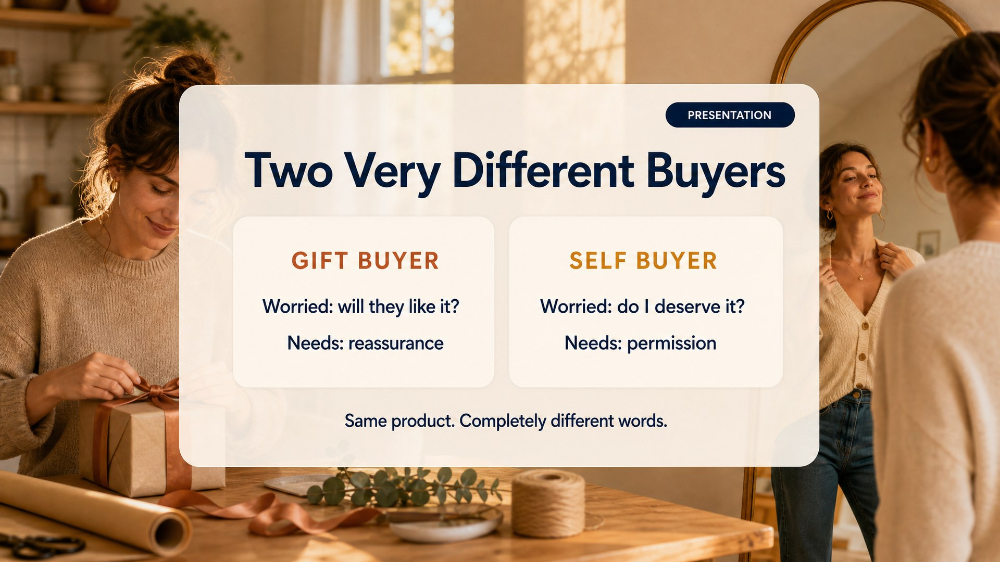 PRESENTATION
Two Very Different Buyers
GIFT BUYER
Worried: will they like it?
Needs: reassurance
SELF BUYER
Worried: do I deserve it?
Needs: permission
Same product. Completely different words.